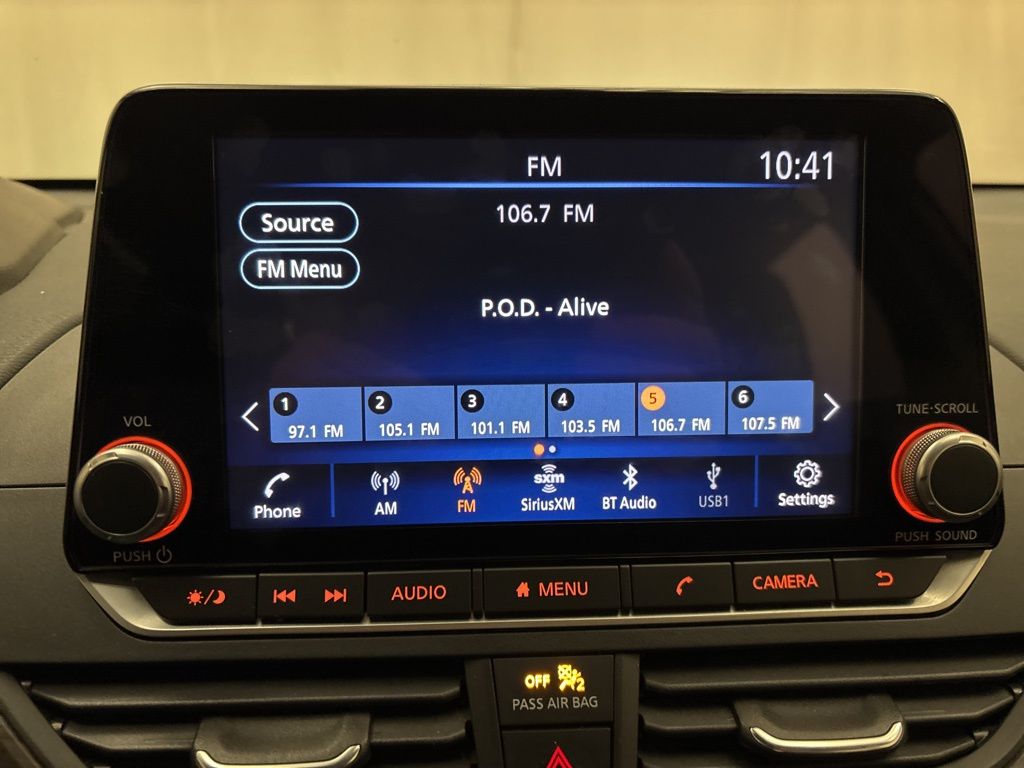 FM 10:41
Source
106.7 FM
FM Menu
P.O.D. - Alive
1 2 3 4 5 6
97.1 FM 105.1 FM 101.1 FM 103.5 FM 106.7 FM 107.5 FM
sxm
Phone AM FM SiriusXM BT Audio USB1 Settings
VOL
TUNE·SCROLL
PUSH
PUSH SOUND
AUDIO MENU CAMERA
OFF 2
PASS AIR BAG